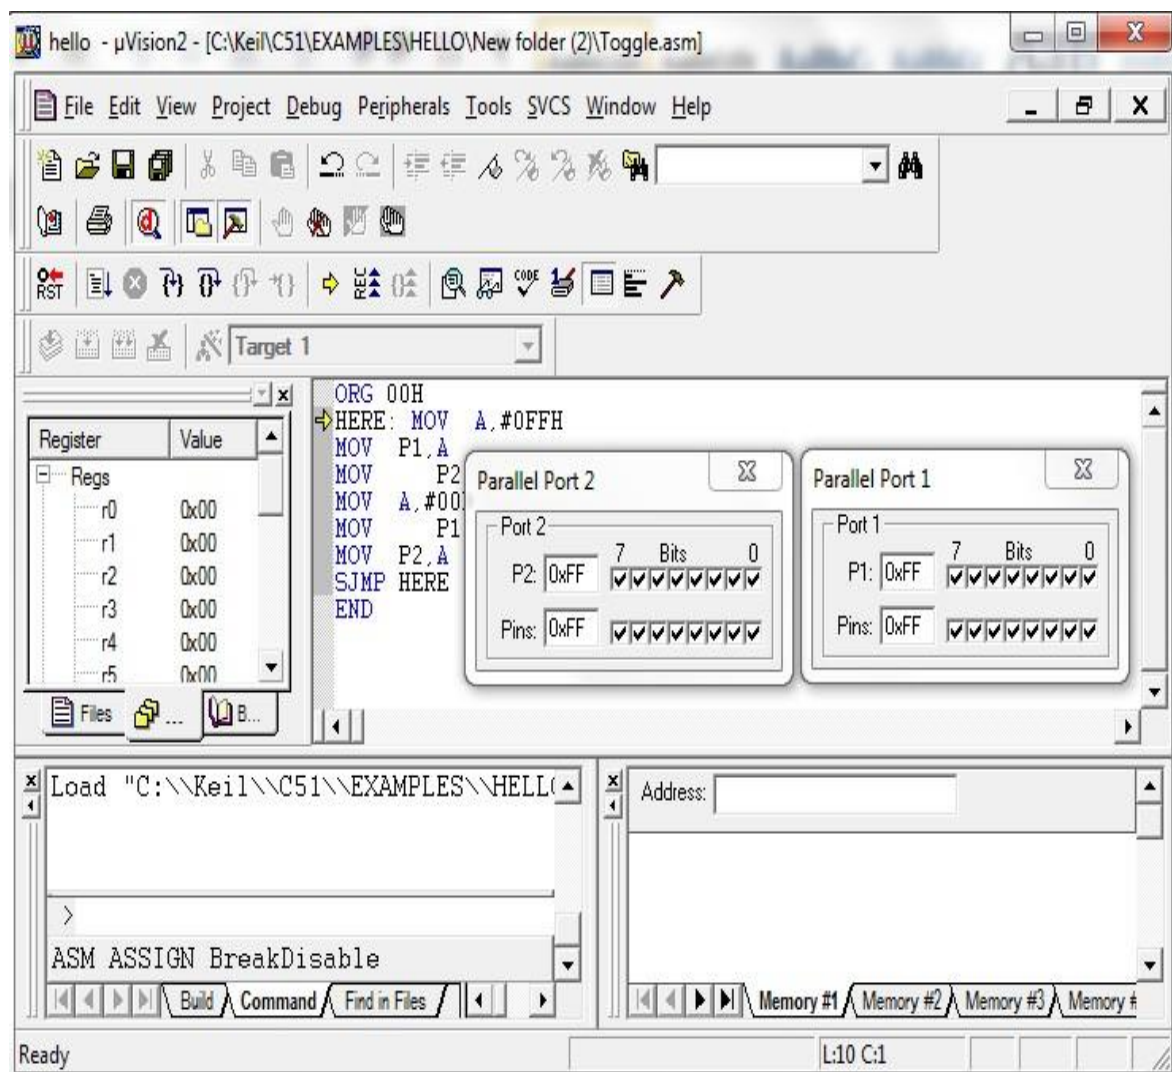 hello - µVision2 - [C:\Keil\C51\EXAMPLES\HELLO\New folder (2)\Toggle.asm]
File Edit View Project Debug Peripherals Tools SVCS Window Help
RST
CODE
Target 1
Register Value
Regs
r0 0x00
r1 0x00
r2 0x00
r3 0x00
r4 0x00
r5 0x00
Files ... B...
ORG 00H
HERE: MOV A,#0FFH
MOV P1,A
MOV P2
MOV A,#00
MOV P1
MOV P2,A
SJMP HERE
END
Parallel Port 2
Port 2
7 Bits 0
P2: 0xFF
Pins: 0xFF
Parallel Port 1
Port 1
7 Bits 0
P1: 0xFF
Pins: 0xFF
Load "C:\\Keil\\C51\\EXAMPLES\\HELL
>
ASM ASSIGN BreakDisable
Build Command Find in Files
Address:
Memory #1 Memory #2 Memory #3 Memory #
Ready L:10 C:1